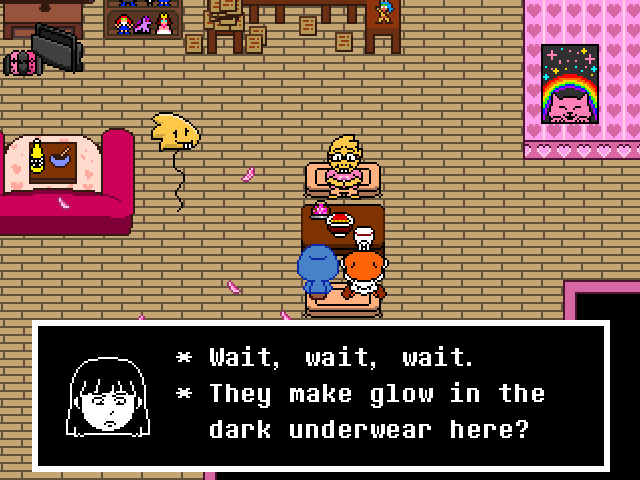 * Wait, wait, wait.
* They make glow in the
dark underwear here?